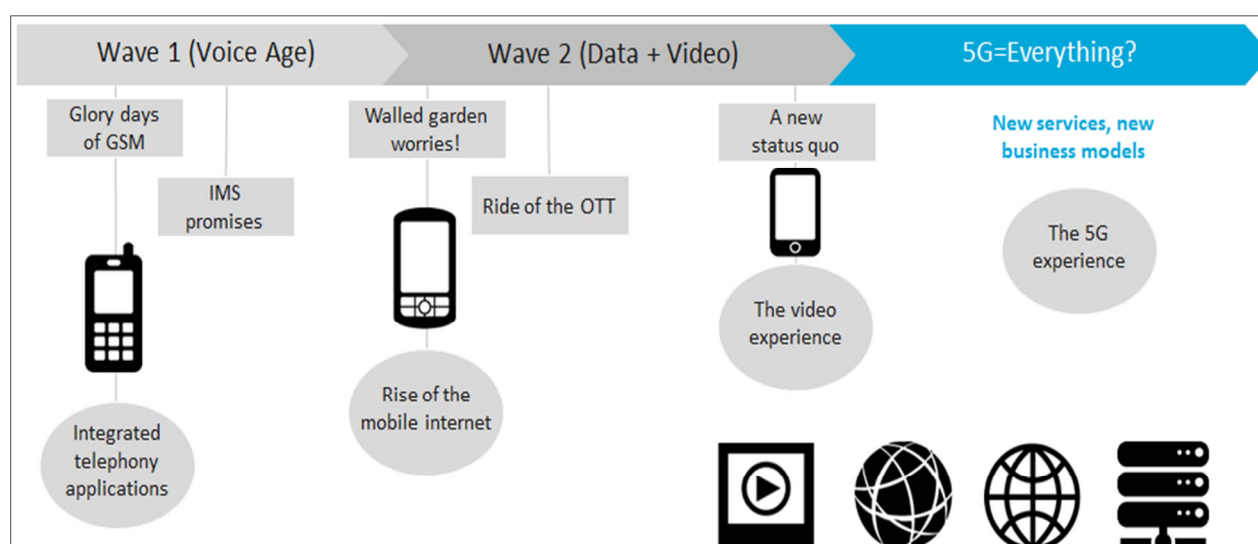 Wave 1 (Voice Age)
Wave 2 (Data + Video)
5G=Everything?
Glory days
of GSM
IMS
promises
Integrated
telephony
applications
Walled garden
worries!
Ride of the OTT
Rise of the
mobile internet
A new
status quo
The video
experience
New services, new
business models
The 5G
experience